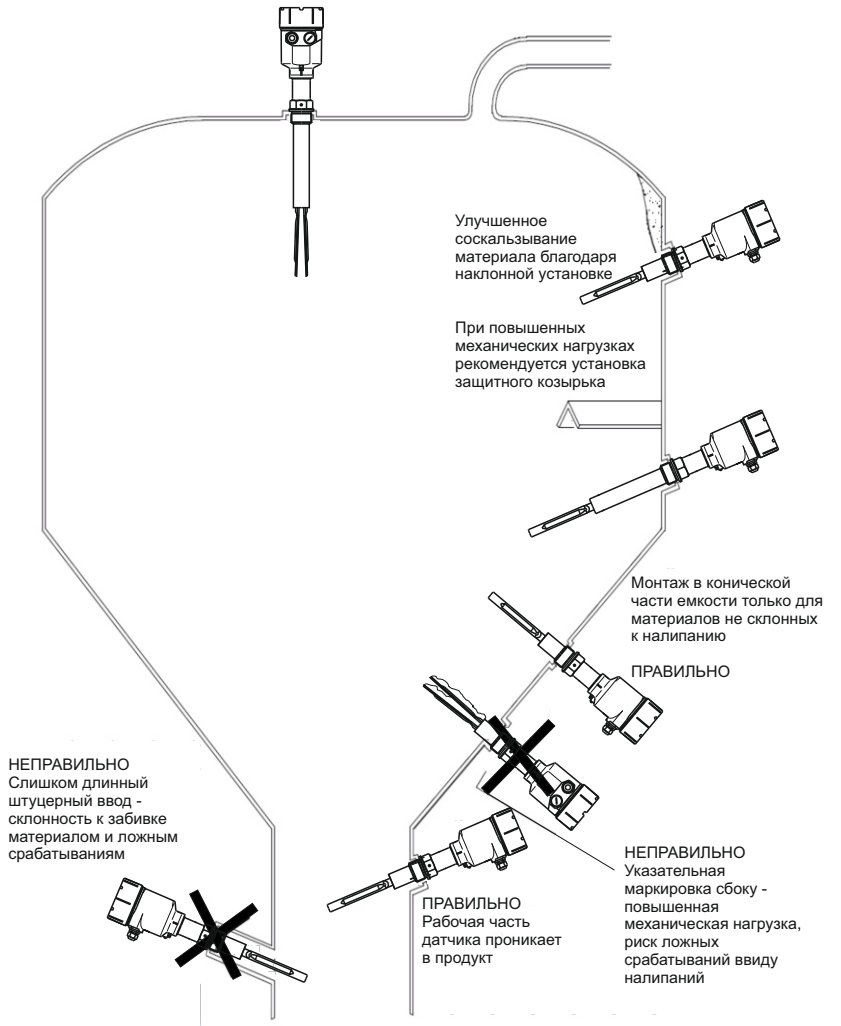 Улучшенное
соскальзывание
материала благодаря
наклонной установке
При повышенных
механических нагрузках
рекомендуется установка
защитного козырька
Монтаж в конической
части емкости только для
материалов не склонных
к налипанию
ПРАВИЛЬНО
НЕПРАВИЛЬНО
Слишком длинный
штуцерный ввод -
склонность к забивке
материалом и ложным
срабатываниям
ПРАВИЛЬНО
Рабочая часть
датчика проникает
в продукт
НЕПРАВИЛЬНО
Указательная
маркировка сбоку -
повышенная
механическая нагрузка,
риск ложных
срабатываний ввиду
налипаний